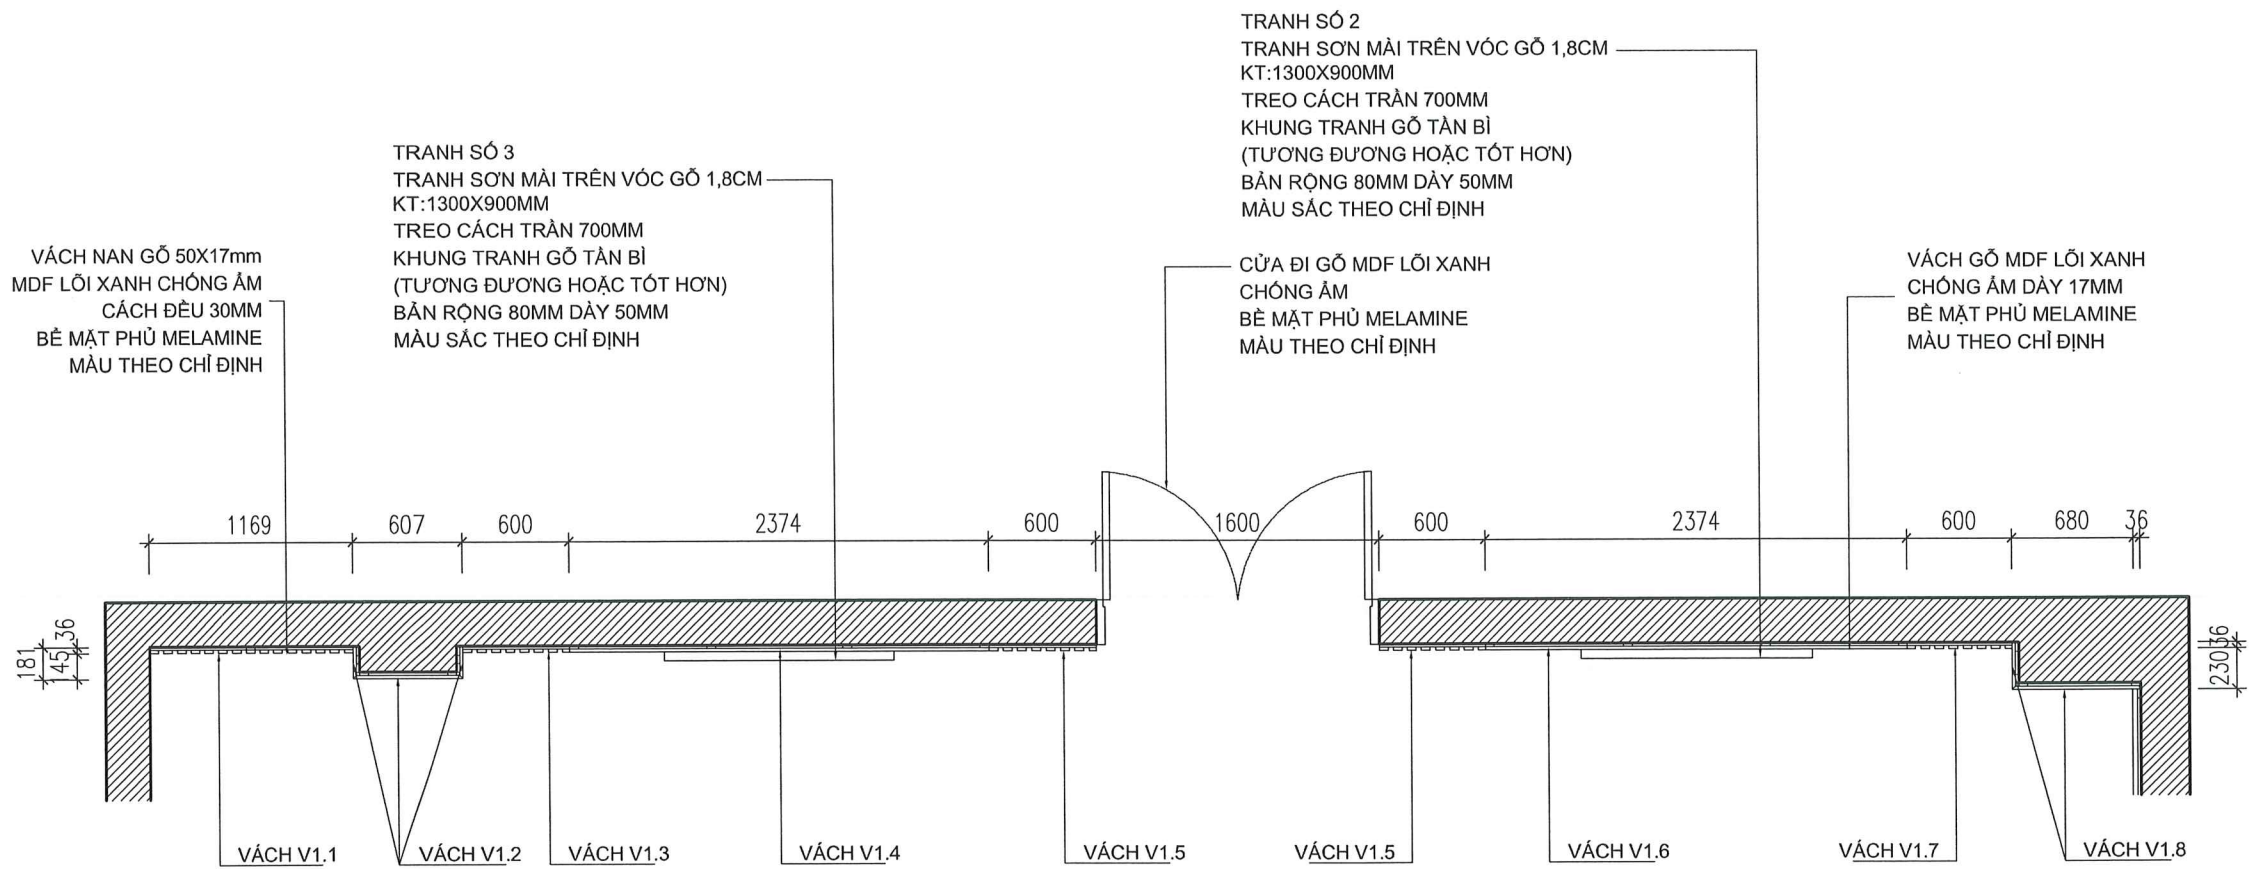 TRANH SỐ 2
TRANH SƠN MÀI TRÊN VÓC GỖ 1,8CM
KT:1300X900MM
TREO CÁCH TRẦN 700MM
KHUNG TRANH GỖ TẦN BÌ
(TƯƠNG ĐƯƠNG HOẶC TỐT HƠN)
BẢN RỘNG 80MM DÀY 50MM
MÀU SẮC THEO CHỈ ĐỊNH
TRANH SỐ 3
TRANH SƠN MÀI TRÊN VÓC GỖ 1,8CM
KT:1300X900MM
TREO CÁCH TRẦN 700MM
KHUNG TRANH GỖ TẦN BÌ
(TƯƠNG ĐƯƠNG HOẶC TỐT HƠN)
BẢN RỘNG 80MM DÀY 50MM
MÀU SẮC THEO CHỈ ĐỊNH
VÁCH NAN GỖ 50X17mm
MDF LÕI XANH CHỐNG ẨM
CÁCH ĐỀU 30MM
BỀ MẶT PHỦ MELAMINE
MÀU THEO CHỈ ĐỊNH
CỬA ĐI GỖ MDF LÕI XANH
CHỐNG ẨM
BỀ MẶT PHỦ MELAMINE
MÀU THEO CHỈ ĐỊNH
VÁCH GỖ MDF LÕI XANH
CHỐNG ẨM DÀY 17MM
BỀ MẶT PHỦ MELAMINE
MÀU THEO CHỈ ĐỊNH
1169 607 600 2374 600 1600 600 2374 600 680 36
181
145
36
36
230
VÁCH V1.1 VÁCH V1.2 VÁCH V1.3 VÁCH V1.4 VÁCH V1.5 VÁCH V1.5 VÁCH V1.6 VÁCH V1.7 VÁCH V1.8